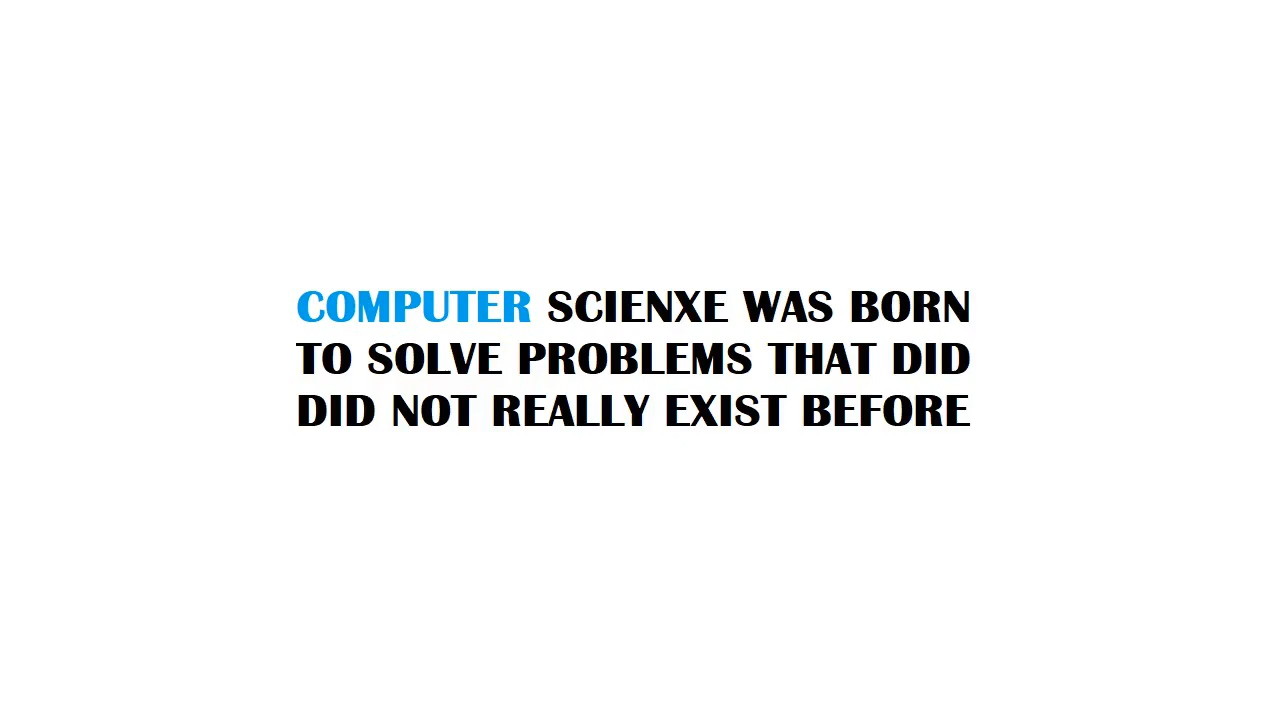 COMPUTER SCIENXE WAS BORN
TO SOLVE PROBLEMS THAT DID
DID NOT REALLY EXIST BEFORE